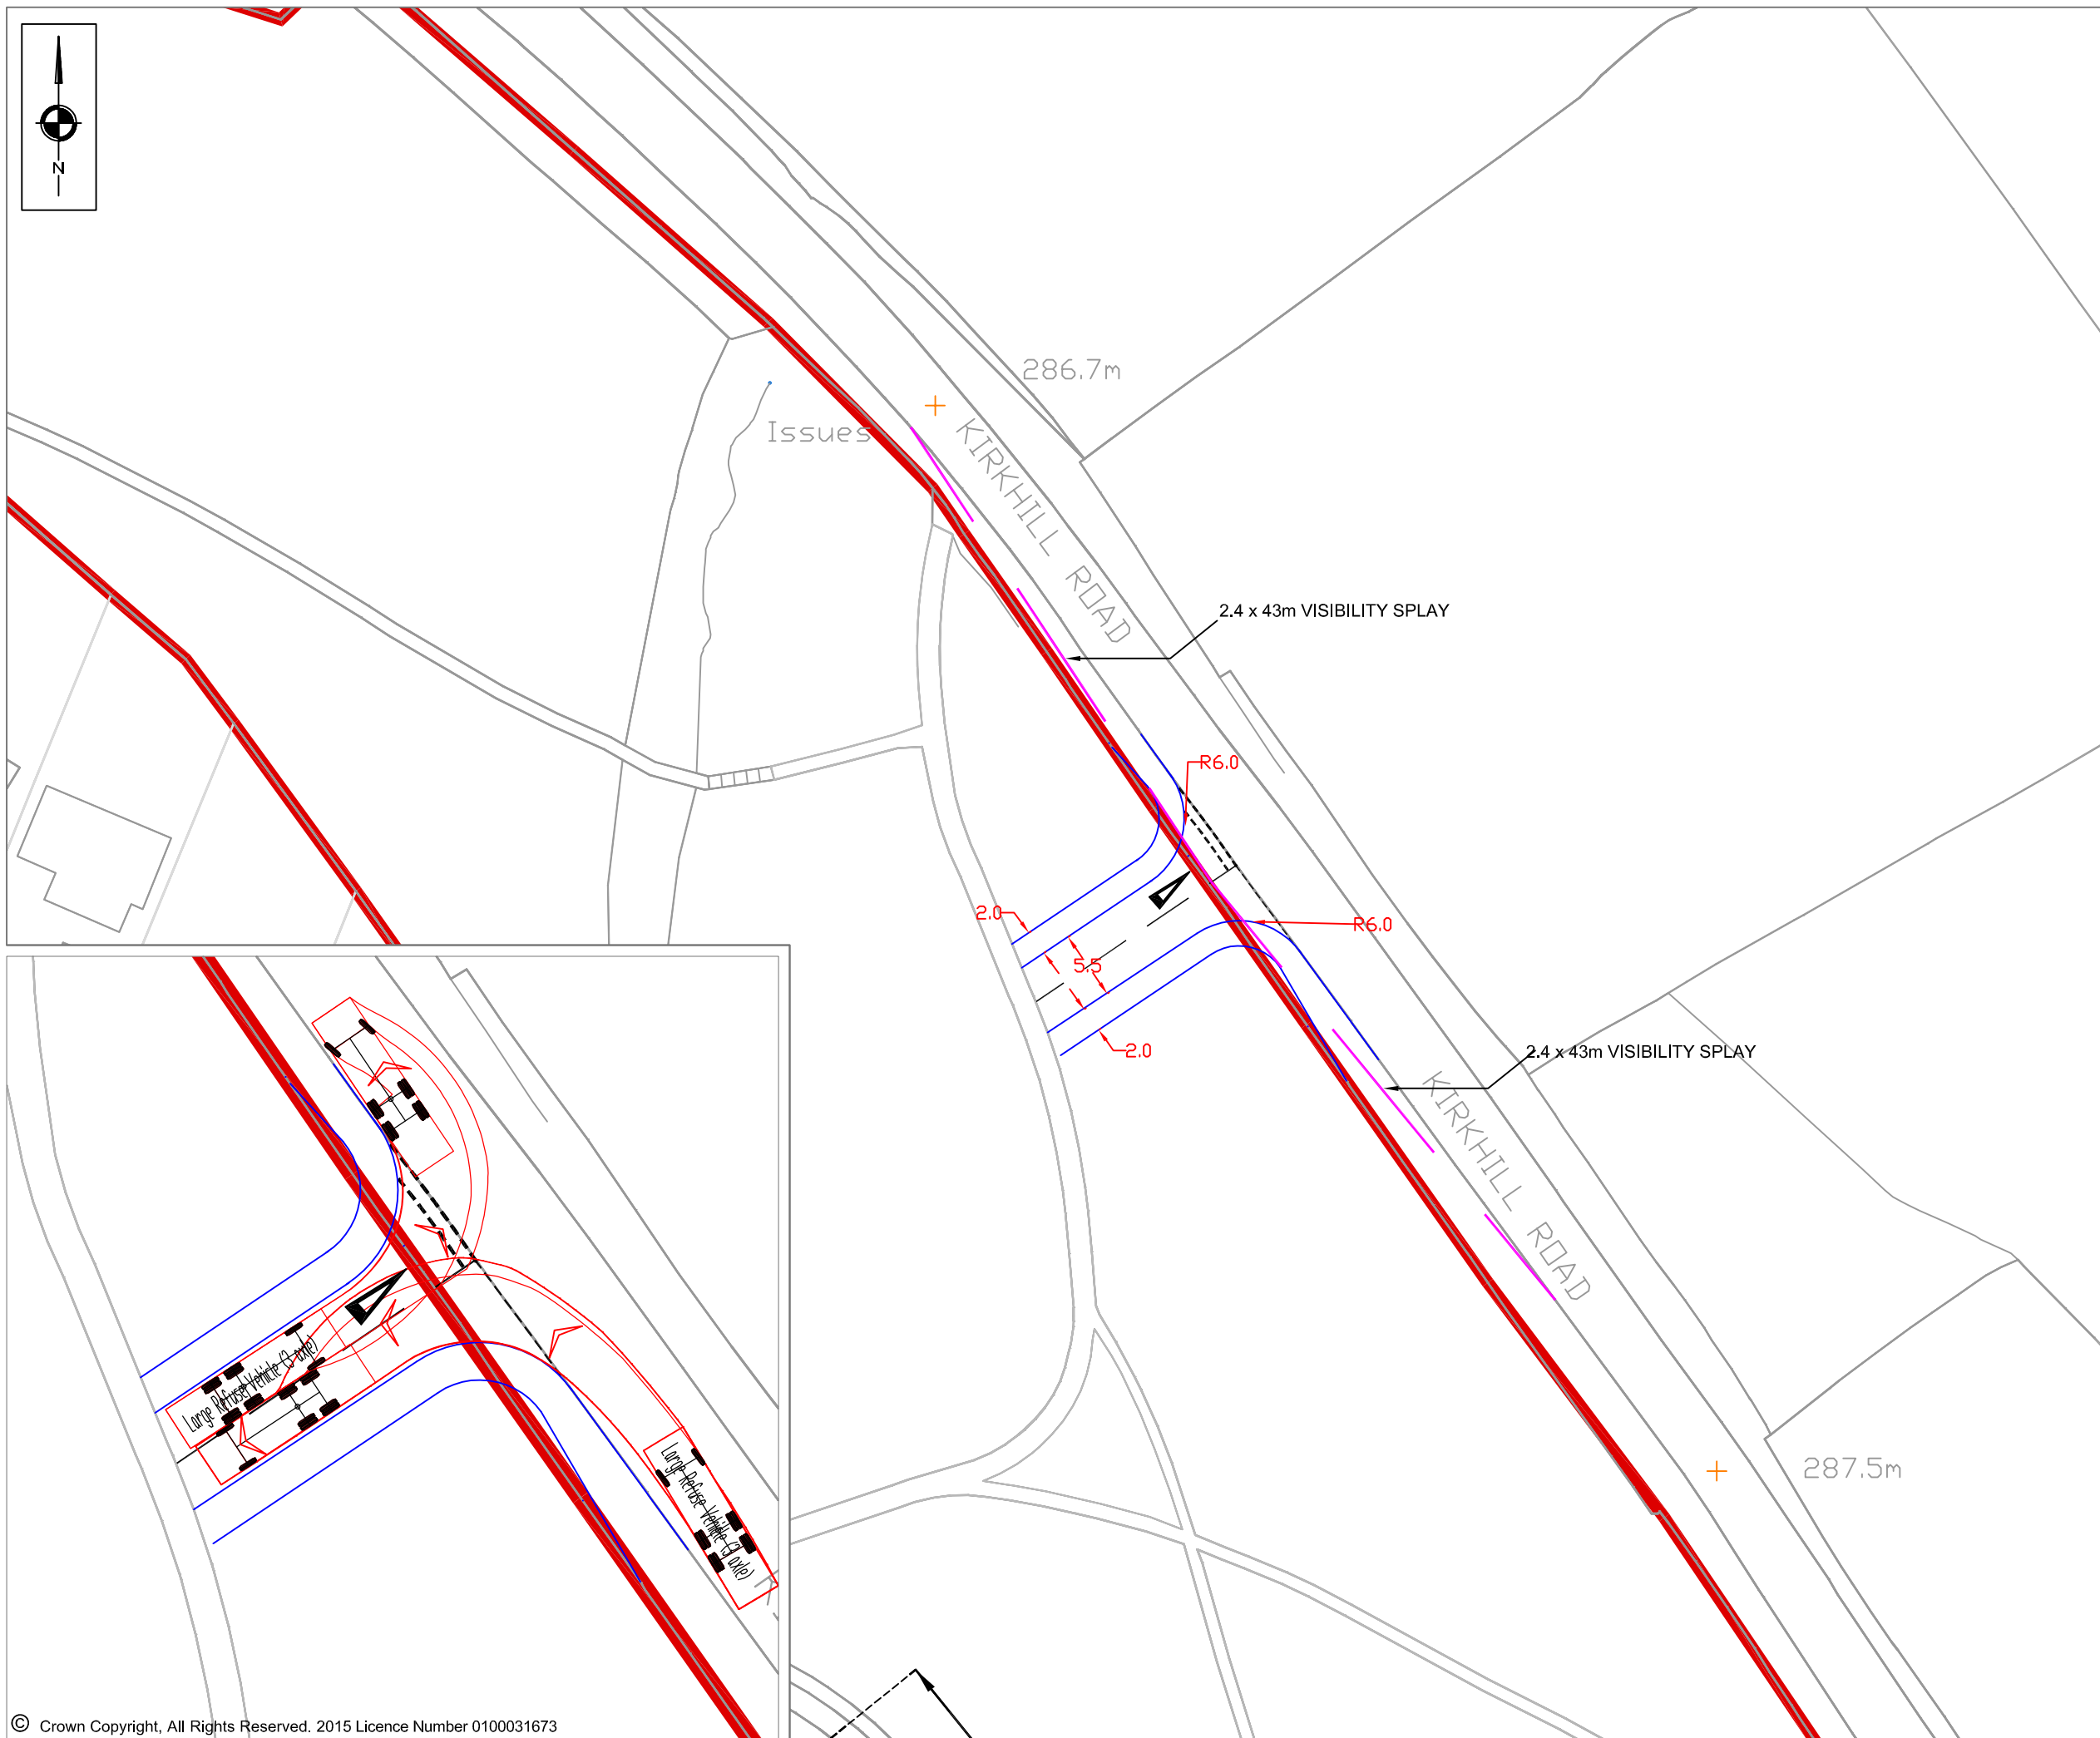 N
286.7m
Issues
KIRKHILL ROAD
2.4 x 43m VISIBILITY SPLAY
R6.0
2.0
R6.0
5.5
2.0
2.4 x 43m VISIBILITY SPLAY
KIRKHILL ROAD
Large Refuse Vehicle (3 axle)
Large Refuse Vehicle (3 axle)
287.5m
© Crown Copyright, All Rights Reserved. 2015 Licence Number 0100031673